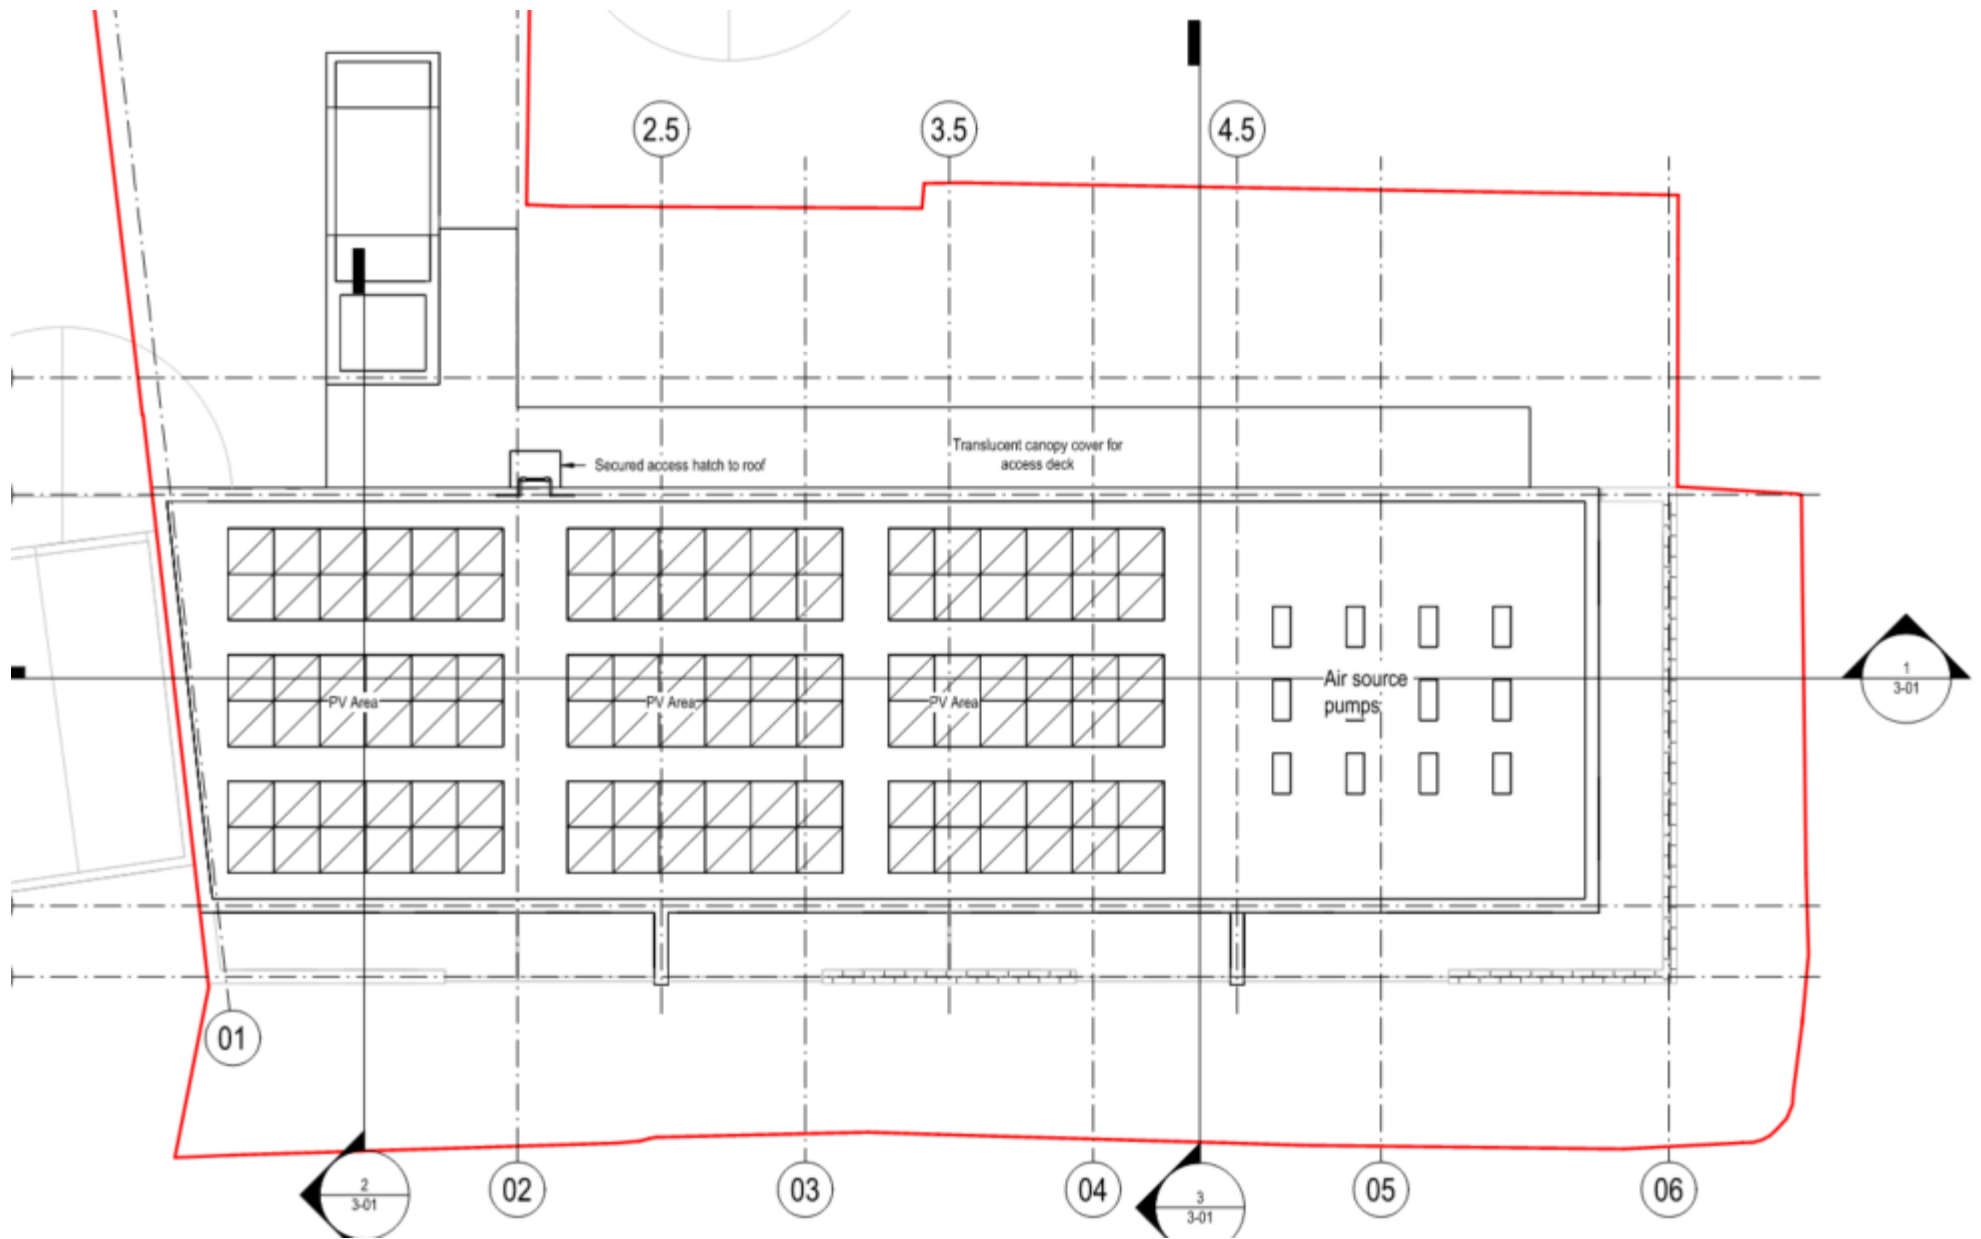 2.5
3.5
4.5
Translucent canopy cover for
access deck
Secured access hatch to roof
PV Area
PV Area
PV Area
Air source
pumps
1
3-01
01
2
3-01
02
03
04
3
3-01
05
06